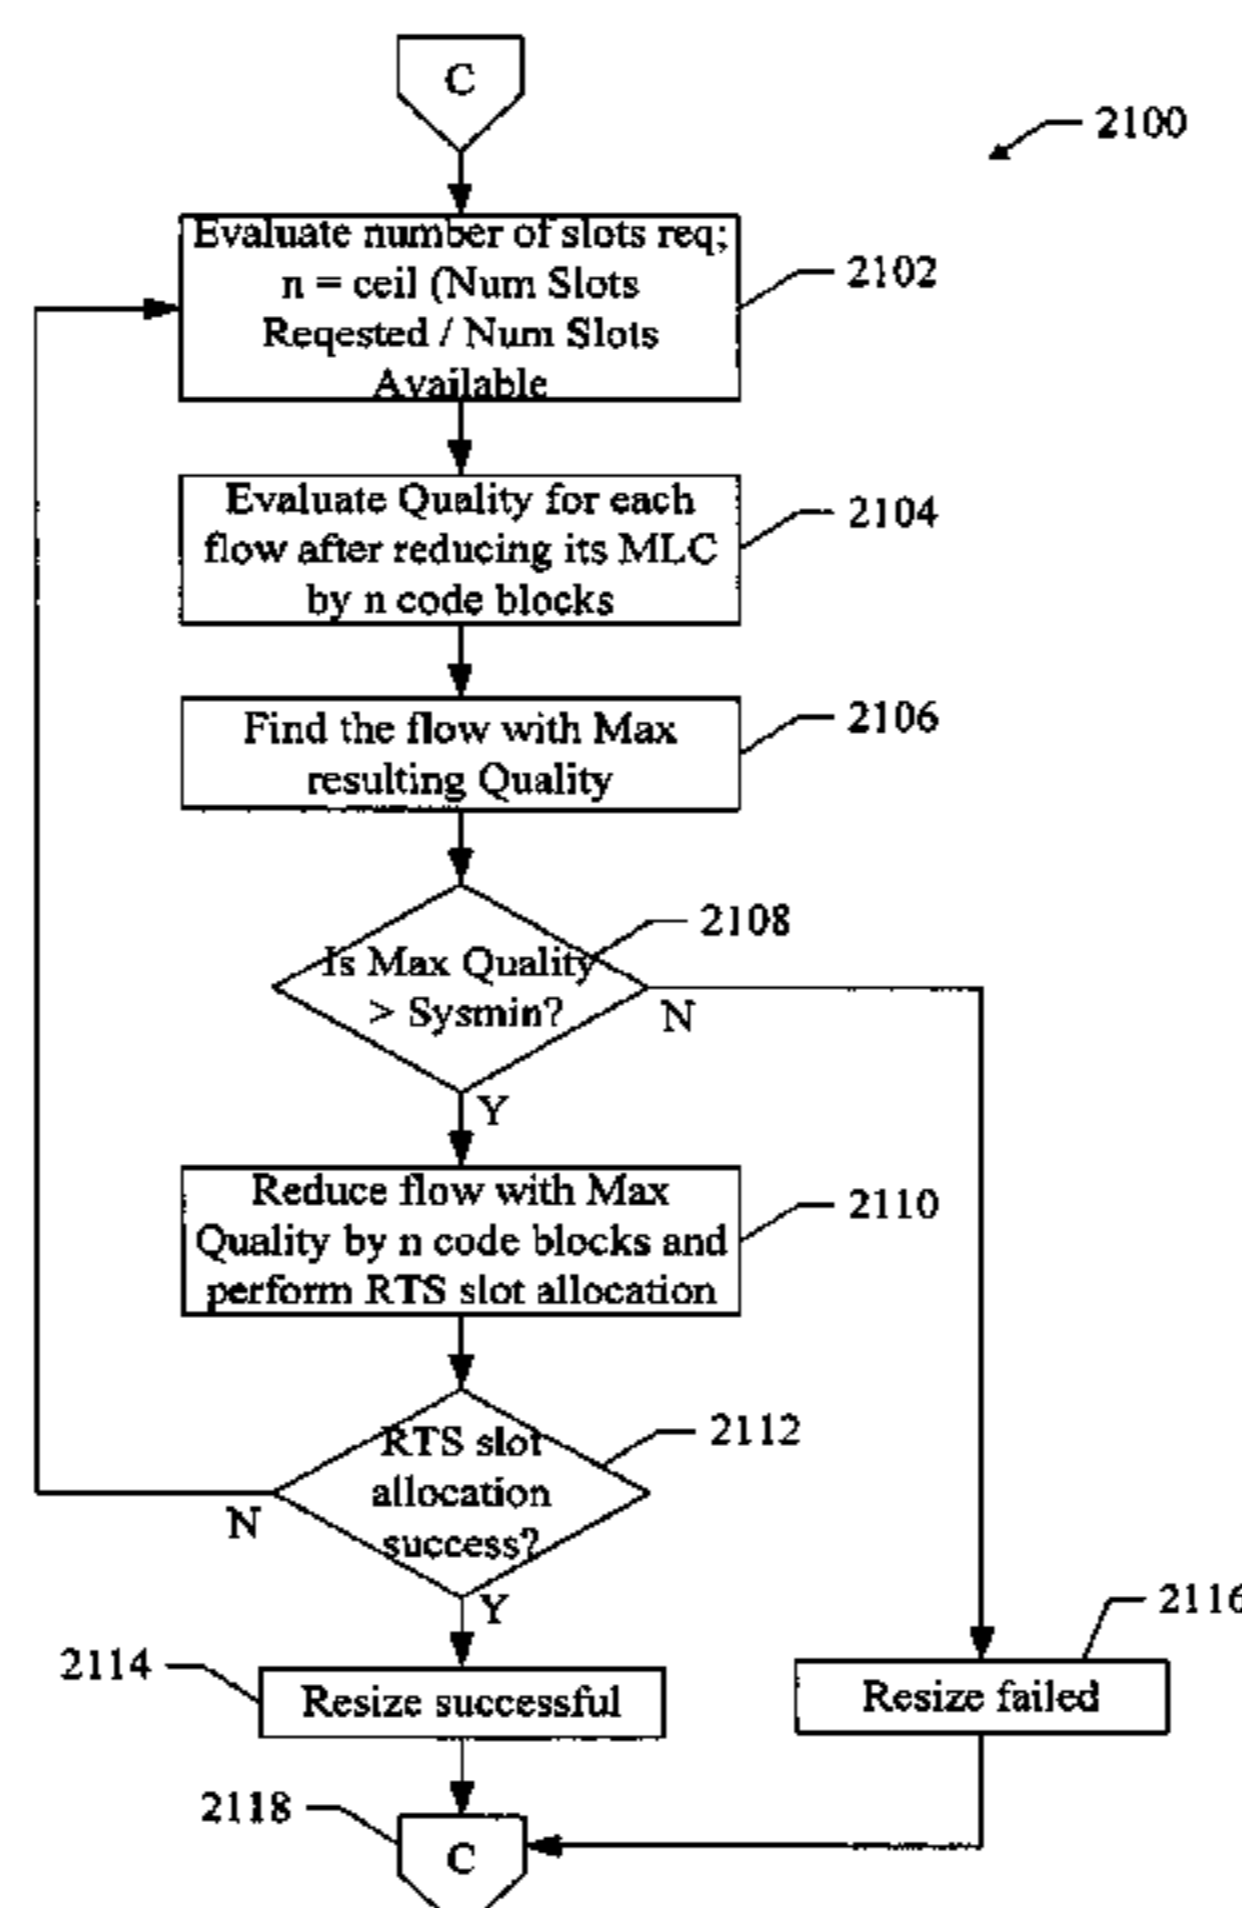 C
2100
Evaluate number of slots req;
n = ceil (Num Slots
Reqested / Num Slots
Available
2102
Evaluate Quality for each
flow after reducing its MLC
by n code blocks
2104
Find the flow with Max
resulting Quality
2106
Is Max Quality
> Sysmin?
2108
N
Y
Reduce flow with Max
Quality by n code blocks and
perform RTS slot allocation
2110
RTS slot
allocation
success?
2112
N
Y
2114
Resize successful
2116
Resize failed
2118
C